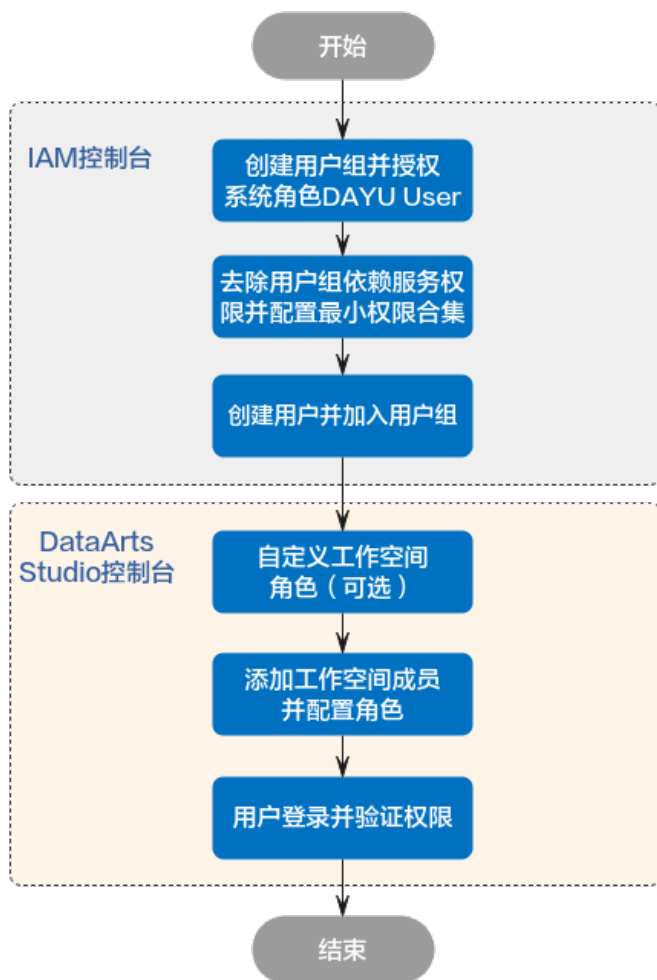 开始
IAM控制台
创建用户组并授权
系统角色DAYU User
去除用户组依赖服务权
限并配置最小权限合集
创建用户并加入用户组
DataArts
Studio控制台
自定义工作空间
角色（可选）
添加工作空间成员
并配置角色
用户登录并验证权限
结束